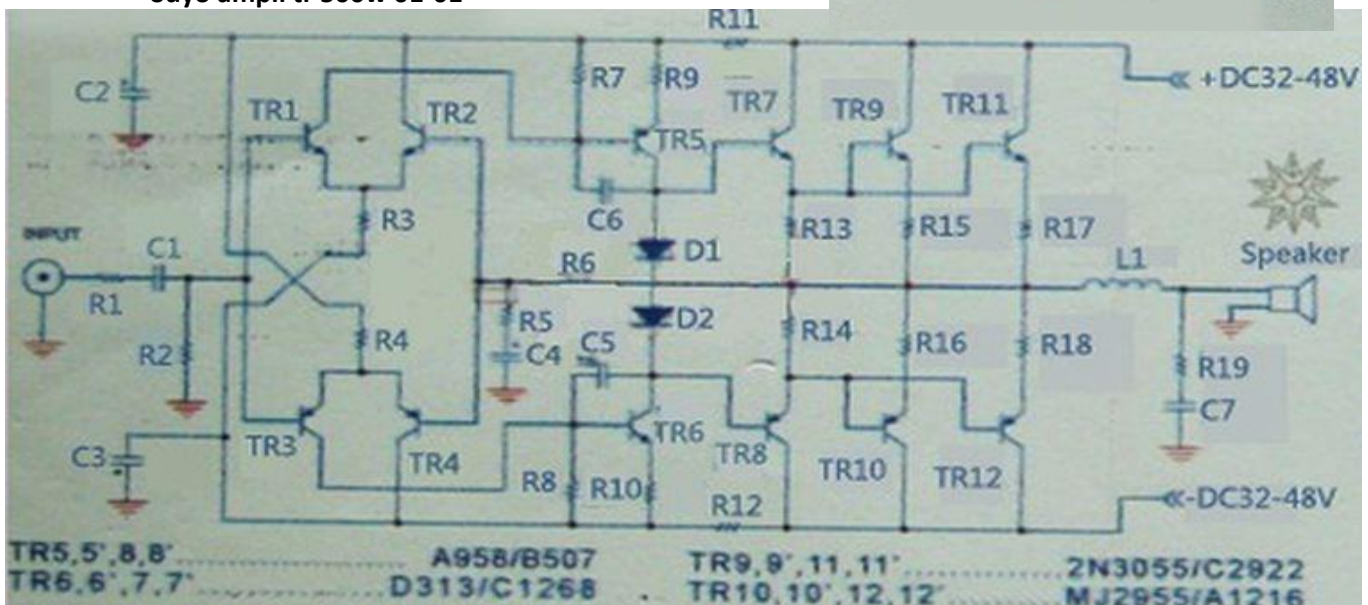 R11
C2
R7
R9
+DC32-48V
TR1
TR2
TR7
TR9
TR11
TR5
INPUT
C6
R3
R13
R15
R17
C1
D1
R6
L1
Speaker
R1
R5
D2
R2
R4
C5
C4
R14
R16
R18
R19
C7
TR3
TR4
TR6
TR8
TR10
TR12
C3
R8
R10
R12
-DC32-48V
TR5,5',8,8' A958/B507
TR6,6',7,7' D313/C1268
TR9,9',11,11' 2N3055/C2922
TR10,10',12,12' MJ2955/A1216